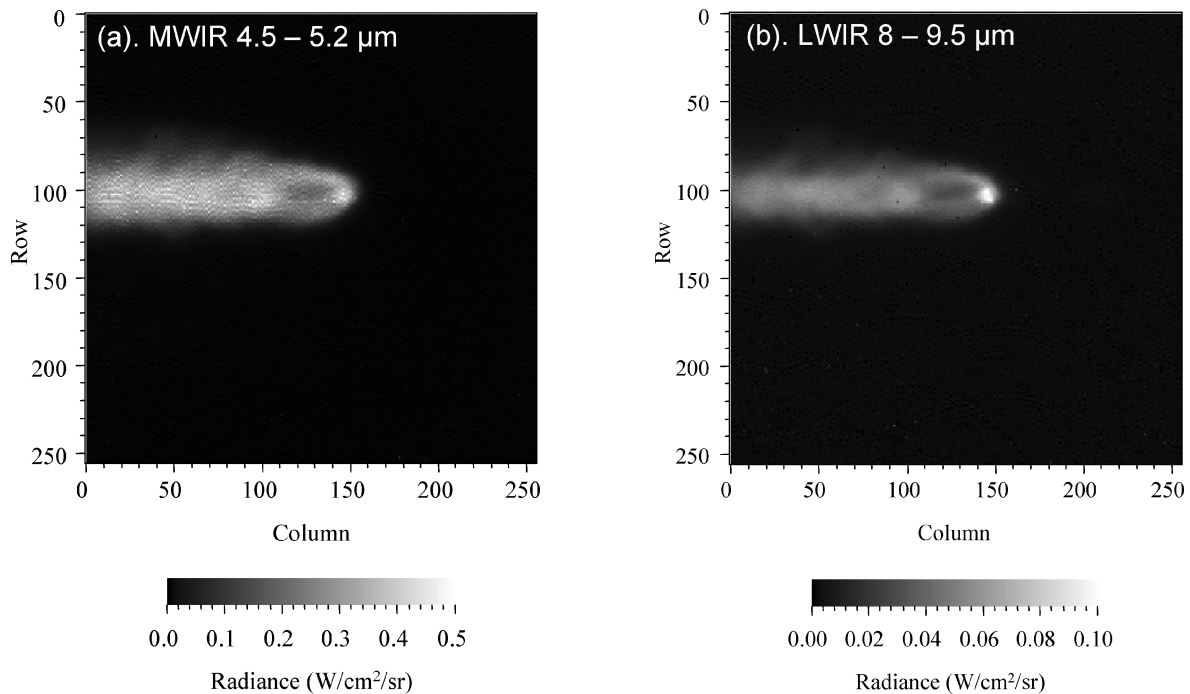 (a). MWIR 4.5 – 5.2 µm
0
50
100
150
200
250
Row
0 50 100 150 200 250
Column
0.0 0.1 0.2 0.3 0.4 0.5
Radiance (W/cm²/sr)
(b). LWIR 8 – 9.5 µm
0
50
100
150
200
250
Row
0 50 100 150 200 250
Column
0.00 0.02 0.04 0.06 0.08 0.10
Radiance (W/cm²/sr)